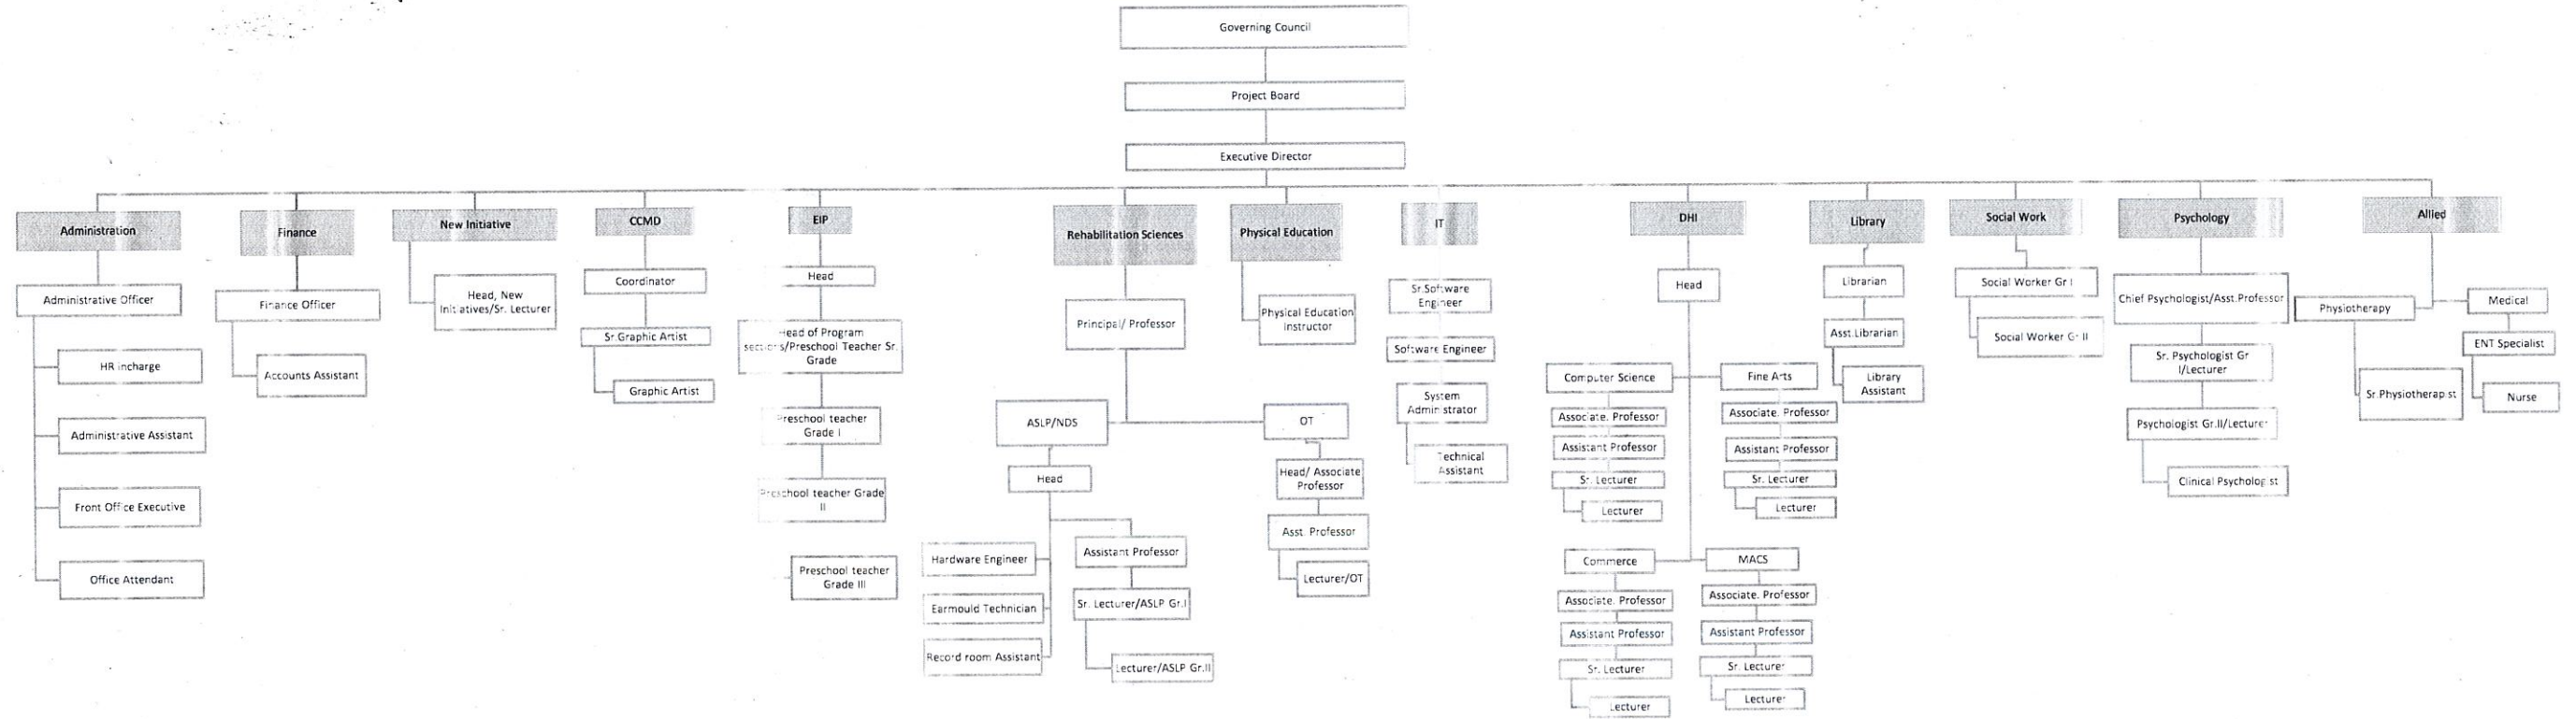 Governing Council
Project Board
Executive Director
Administration
Administrative Officer
HR incharge
Administrative Assistant
Front Office Executive
Office Attendant
Finance
Finance Officer
Accounts Assistant
New Initiative
Head, New
Initiatives/Sr. Lecturer
CCMD
Coordinator
Sr.Graphic Artist
Graphic Artist
EIP
Head
Head of Program
sections/Preschool Teacher Sr.
Grade
Preschool teacher
Grade I
Preschool teacher Grade
II
Preschool teacher
Grade III
Rehabilitation Sciences
Principal/ Professor
ASLP/NDS
Head
Hardware Engineer
Earmould Technician
Record room Assistant
Assistant Professor
Sr. Lecturer/ASLP Gr.I
Lecturer/ASLP Gr.II
OT
Head/ Associate
Professor
Asst. Professor
Lecturer/OT
Physical Education
Physical Education
Instructor
IT
Sr.Software
Engineer
Software Engineer
System
Administrator
Technical
Assistant
DHI
Head
Computer Science
Associate. Professor
Assistant Professor
Sr. Lecturer
Lecturer
Fine Arts
Associate. Professor
Assistant Professor
Sr. Lecturer
Lecturer
Commerce
Associate. Professor
Assistant Professor
Sr. Lecturer
Lecturer
MACS
Associate. Professor
Assistant Professor
Sr. Lecturer
Lecturer
Library
Librarian
Asst.Librarian
Library
Assistant
Social Work
Social Worker Gr I
Social Worker Gr II
Psychology
Chief Psychologist/Asst.Professor
Sr. Psychologist Gr
I/Lecturer
Psychologist Gr.II/Lecturer
Clinical Psychologist
Allied
Physiotherapy
Sr.Physiotherapist
Medical
ENT Specialist
Nurse